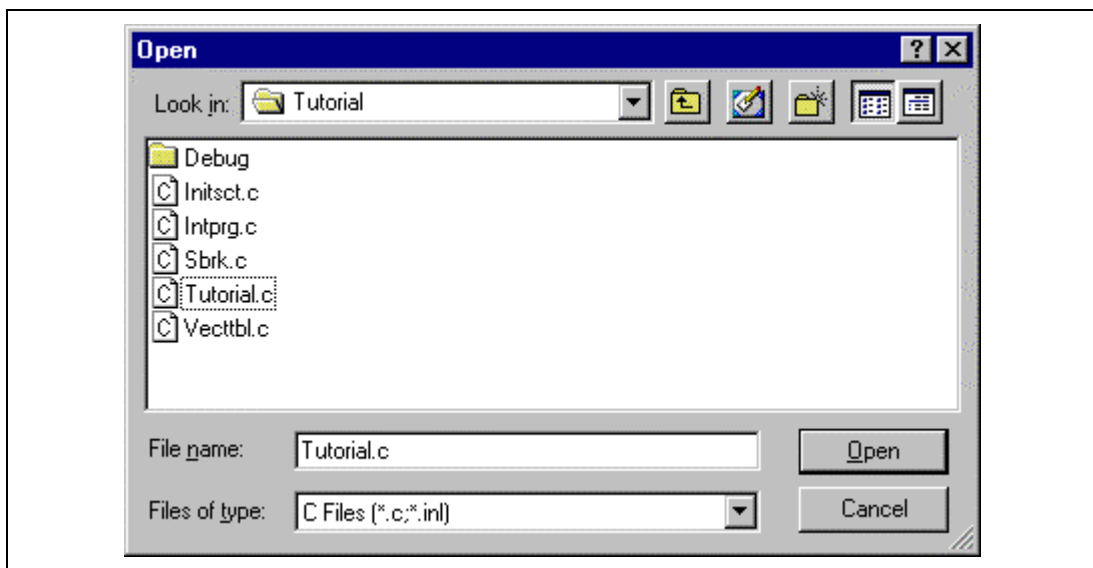 Open
Look in: Tutorial
Debug
Initsct.c
Intprg.c
Sbrk.c
Tutorial.c
Vecttbl.c
File name: Tutorial.c Open
Files of type: C Files (*.c;*.inl) Cancel